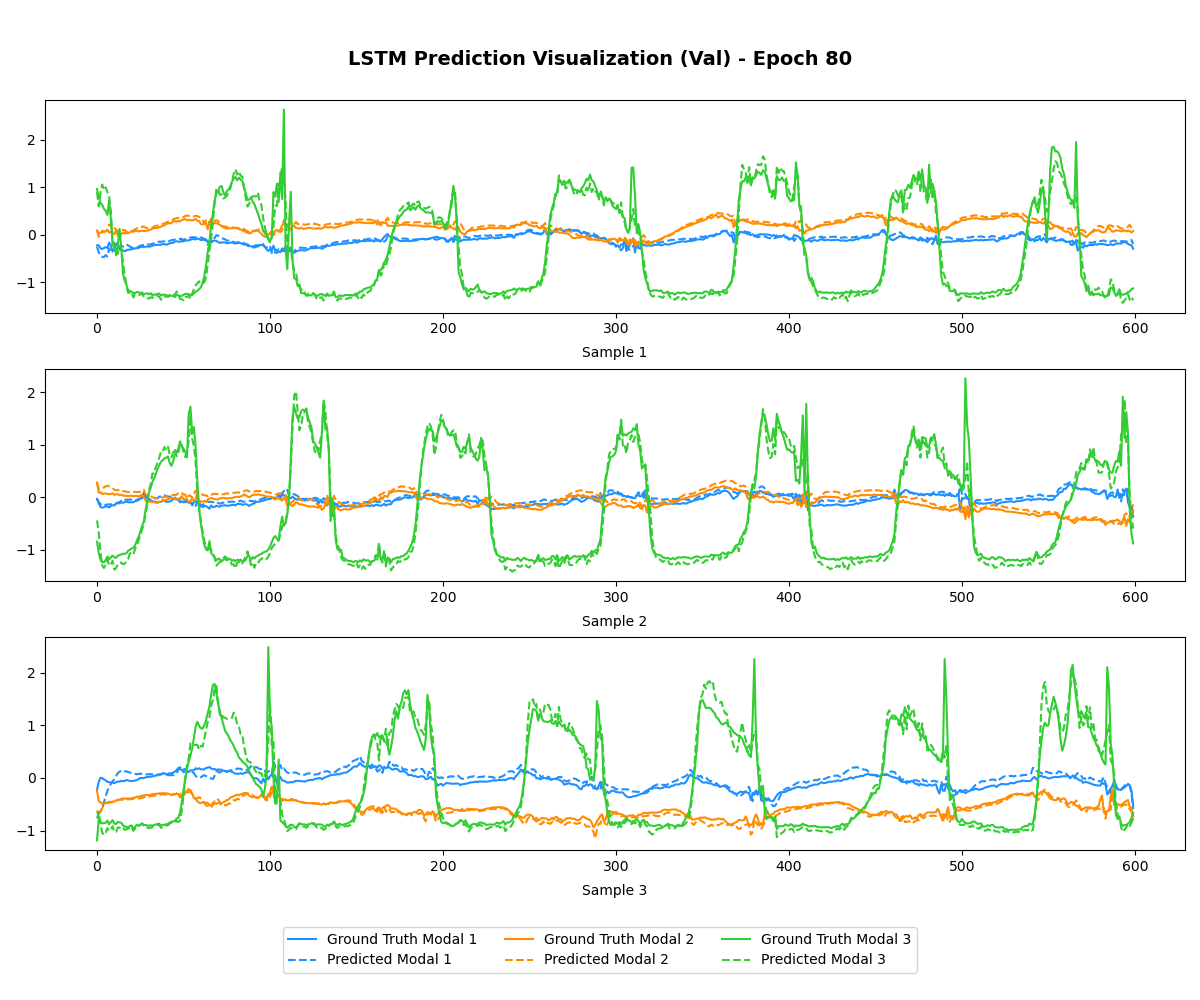 LSTM Prediction Visualization (Val) - Epoch 80
2
1
0
−1
0 100 200 300 400 500 600
Sample 1
2
1
0
−1
0 100 200 300 400 500 600
Sample 2
2
1
0
−1
0 100 200 300 400 500 600
Sample 3
Ground Truth Modal 1 Ground Truth Modal 2 Ground Truth Modal 3
Predicted Modal 1 Predicted Modal 2 Predicted Modal 3